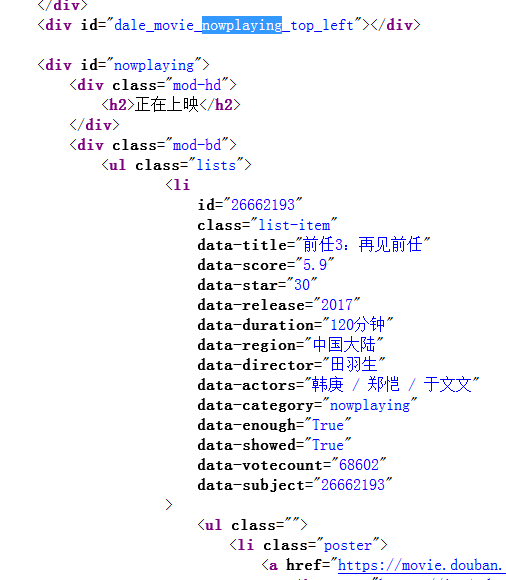 </div>
<div id="dale_movie_nowplaying_top_left"></div>
<div id="nowplaying">
<div class="mod-hd">
<h2>正在上映</h2>
</div>
<div class="mod-bd">
<ul class="lists">
<li
id="26662193"
class="list-item"
data-title="前任3：再见前任"
data-score="5.9"
data-star="30"
data-release="2017"
data-duration="120分钟"
data-region="中国大陆"
data-director="田羽生"
data-actors="韩庚 / 郑恺 / 于文文"
data-category="nowplaying"
data-enough="True"
data-showed="True"
data-votecount="68602"
data-subject="26662193"
>
<ul class="">
<li class="poster">
<a href="https://movie.douban.